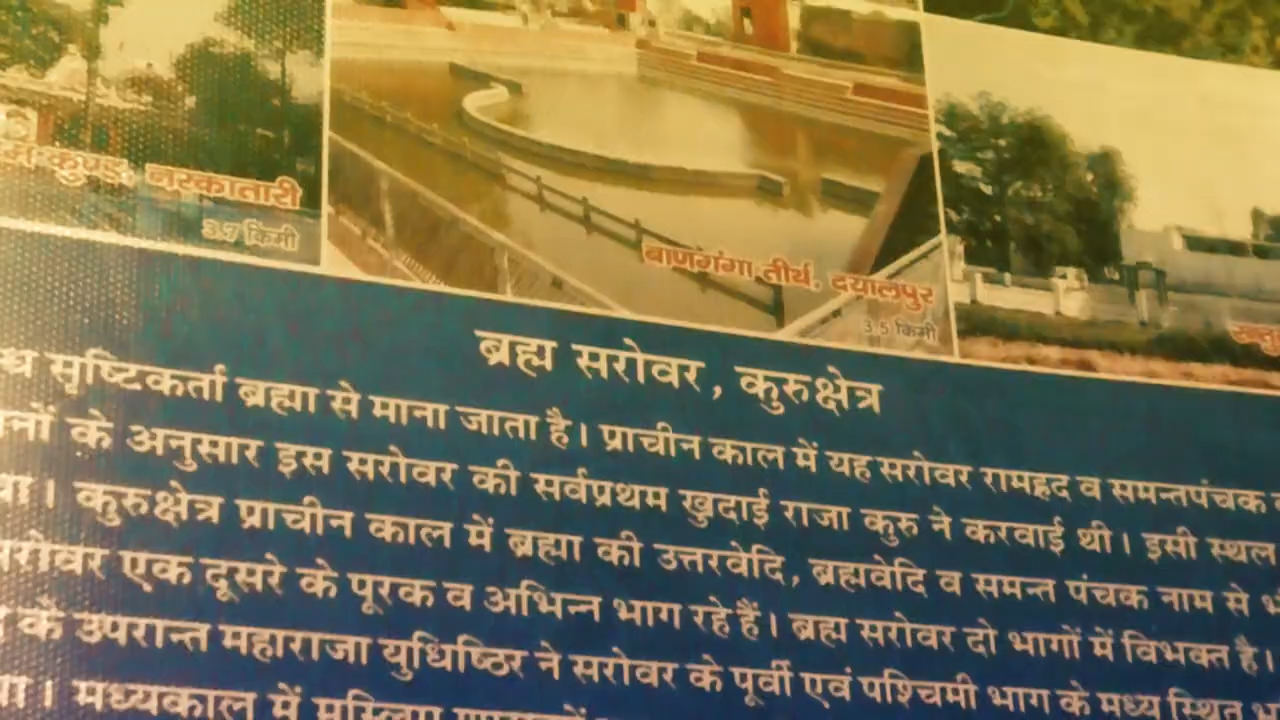 कुण्ड, नरकातारी
3.7 किमी
बाणगंगा तीर्थ, दयालपुर
3.5 किमी
ब्रह्म सरोवर, कुरुक्षेत्र
सृष्टिकर्ता ब्रह्मा से माना जाता है। प्राचीन काल में यह सरोवर रामहृद व समन्तपंचक
के अनुसार इस सरोवर की सर्वप्रथम खुदाई राजा कुरु ने करवाई थी। इसी स्थल
कुरुक्षेत्र प्राचीन काल में ब्रह्मा की उत्तरवेदि, ब्रह्मवेदि व समन्त पंचक नाम से
सरोवर एक दूसरे के पूरक व अभिन्न भाग रहे हैं। ब्रह्म सरोवर दो भागों में विभक्त है।
के उपरान्त महाराजा युधिष्ठिर ने सरोवर के पूर्वी एवं पश्चिमी भाग के मध्य स्थित
। मध्यकाल में मुस्लिम